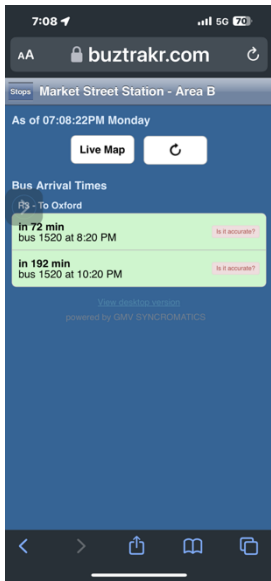 7:08
5G 70
AA buztrakr.com
Stops Market Street Station - Area B
As of 07:08:22PM Monday
Live Map
Bus Arrival Times
R3 - To Oxford
in 72 min
bus 1520 at 8:20 PM
Is it accurate?
in 192 min
bus 1520 at 10:20 PM
Is it accurate?
View desktop version
powered by GMV SYNCROMATICS